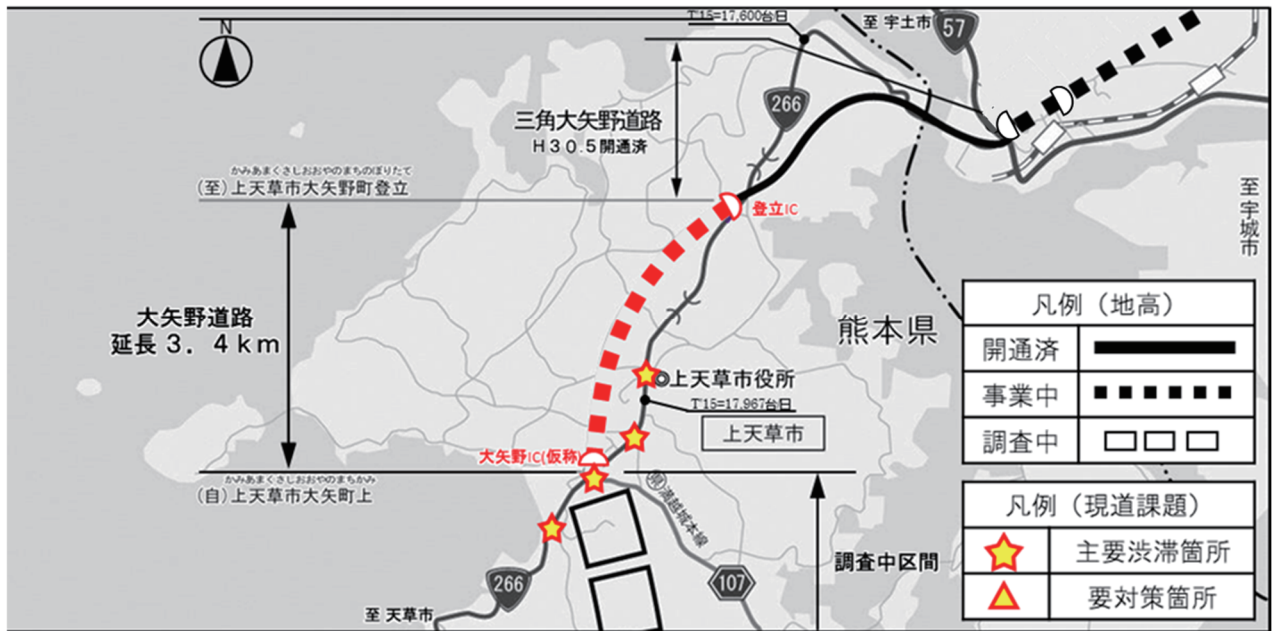 N
T'15=17,600台日
至 宇土市
57
266
三角大矢野道路
H30.5開通済
かみあまくさしおおやのまちのぼりたて
(至)上天草市大矢野町登立
登立IC
至 宇城市
大矢野道路
延長 3. 4km
熊本県
上天草市役所
T'15=17,967台日
上天草市
大矢野IC(仮称)
かみあまくさしおおやのまちかみ
(自)上天草市大矢町上
調査中区間
266
107
至 天草市
凡例(地高)
開通済
事業中
調査中
凡例(現道課題)
主要渋滞箇所
要対策箇所